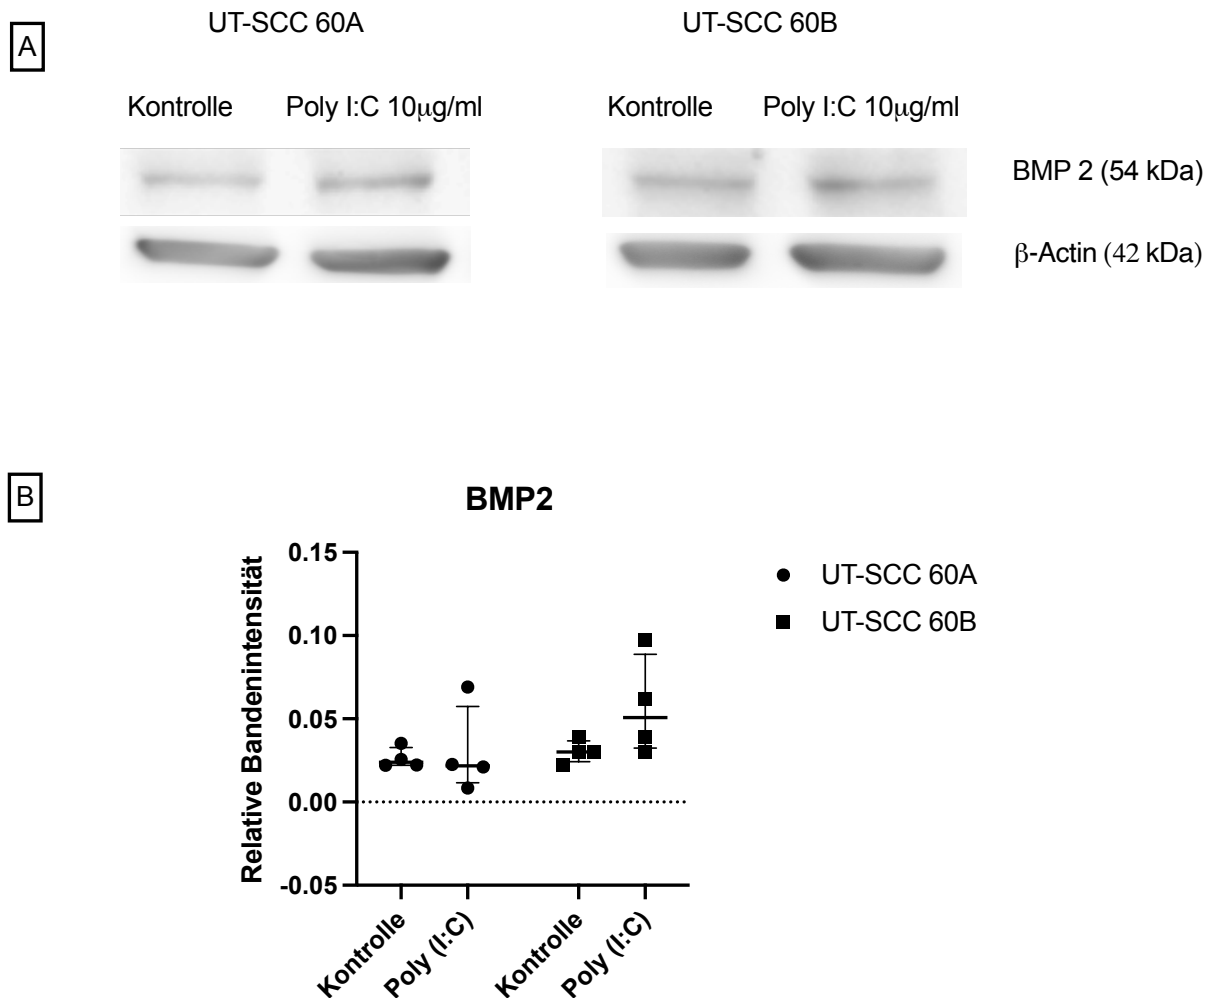 A
UT-SCC 60A
UT-SCC 60B
Kontrolle
Poly I:C 10μg/ml
Kontrolle
Poly I:C 10μg/ml
BMP 2 (54 kDa)
β-Actin (42 kDa)
B
BMP2
Relative Bandenintensität
0.15
0.10
0.05
0.00
-0.05
Kontrolle
Poly (I:C)
Kontrolle
Poly (I:C)
UT-SCC 60A
UT-SCC 60B